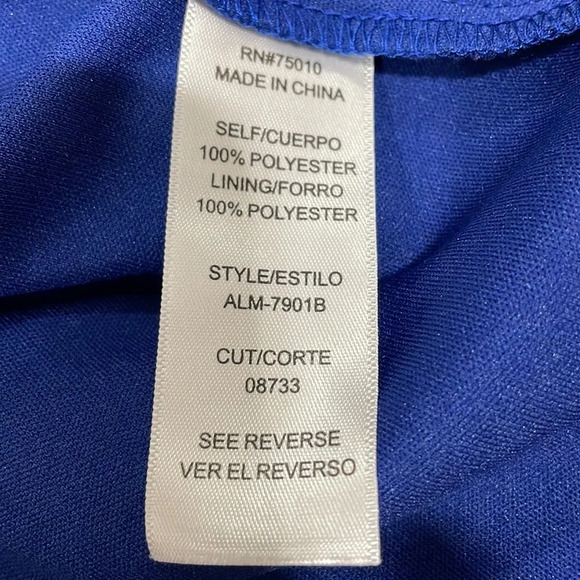 RN#75010
MADE IN CHINA
SELF/CUERPO
100% POLYESTER
LINING/FORRO
100% POLYESTER
STYLE/ESTILO
ALM-7901B
CUT/CORTE
08733
SEE REVERSE
VER EL REVERSO